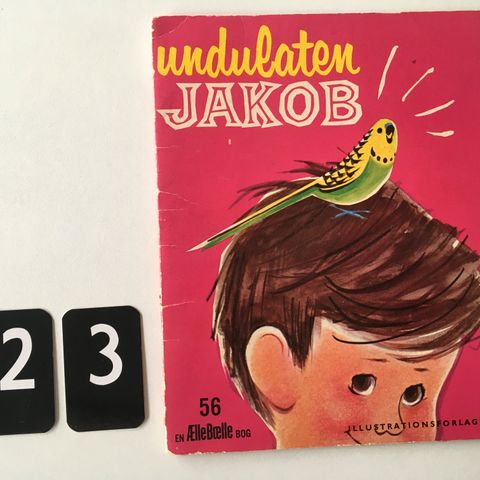 undulaten
JAKOB
2 3
56
EN ÆlleBælle BOG
ILLUSTRATIONSFORLAG